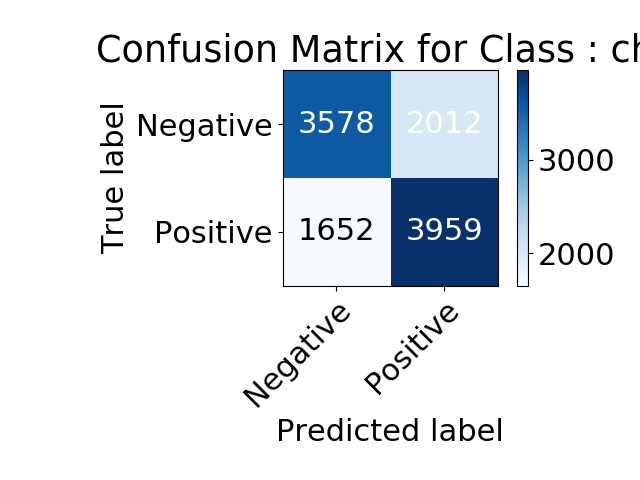 Confusion Matrix for Class : ch
True label
Negative 3578 2012
Positive 1652 3959
3000
2000
Negative Positive
Predicted label